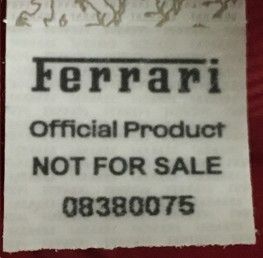 Ferrari
Official Product
NOT FOR SALE
08380075